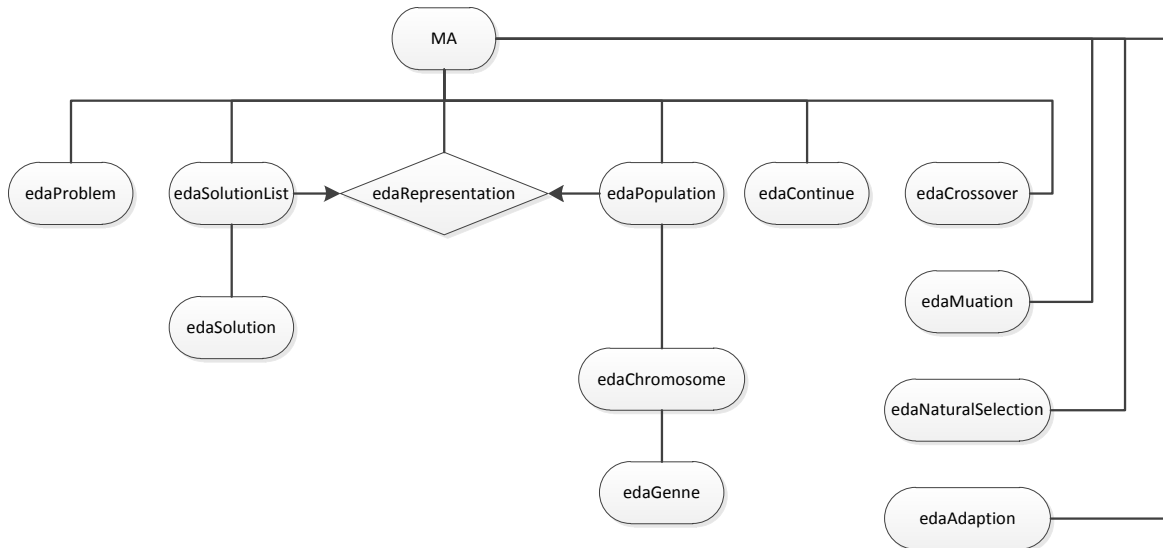 MA
edaProblem
edaSolutionList
edaRepresentation
edaPopulation
edaContinue
edaCrossover
edaMuation
edaSolution
edaChromosome
edaNaturalSelection
edaGenne
edaAdaption